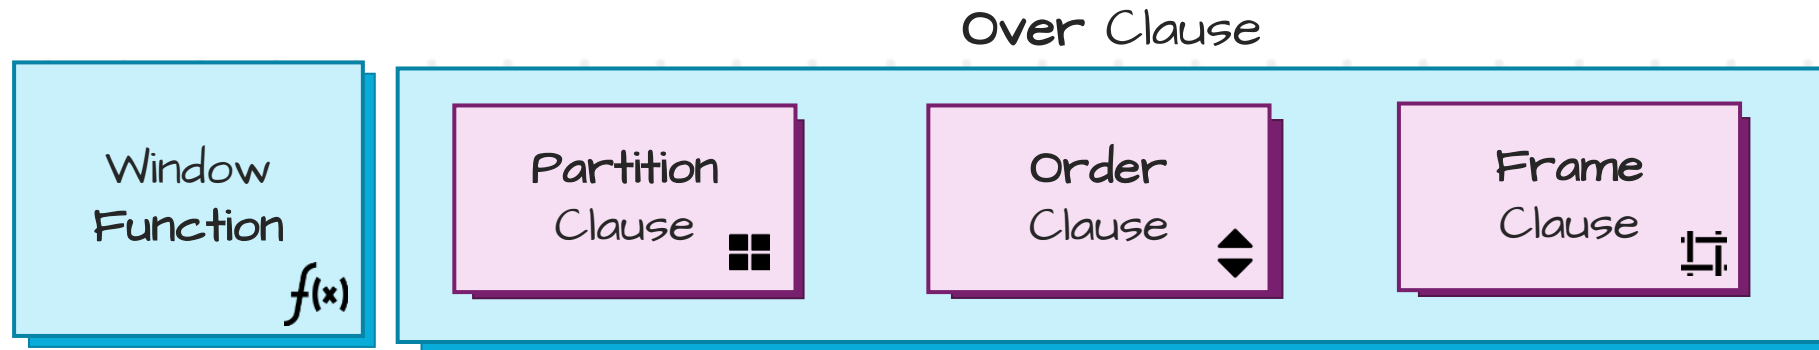 Over Clause
Window
Function
f(x)
Partition
Clause
Order
Clause
Frame
Clause